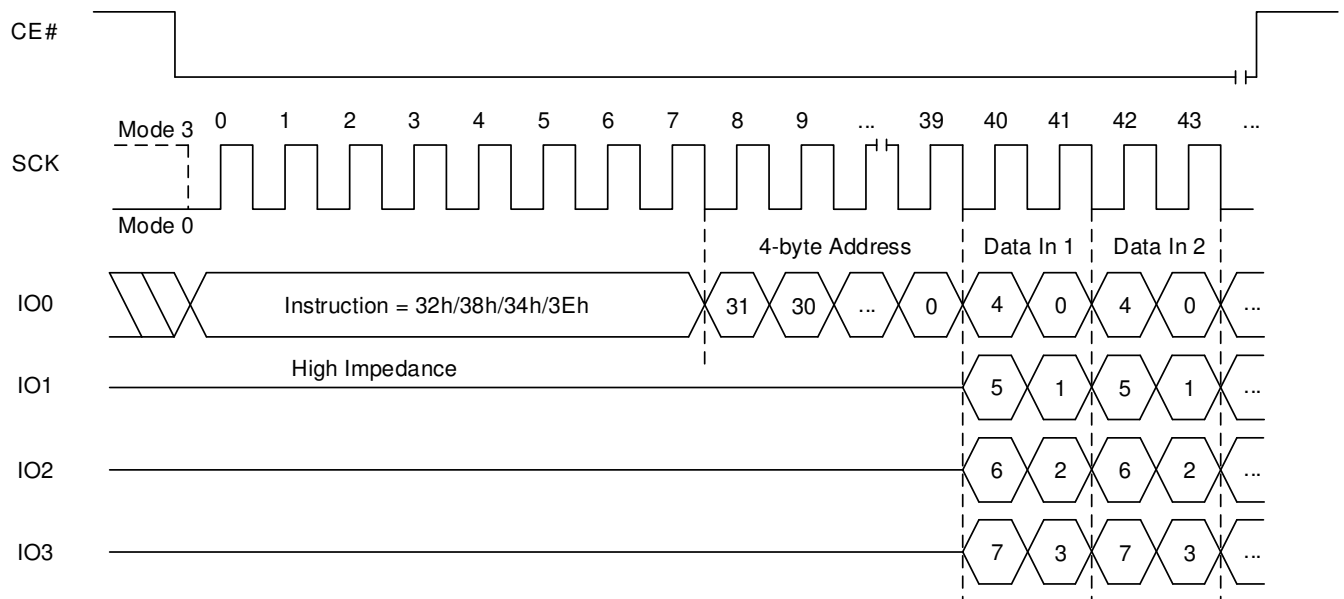 CE#
Mode 3 0 1 2 3 4 5 6 7 8 9 ... 39 40 41 42 43 ...
SCK
Mode 0
4-byte Address Data In 1 Data In 2
IO0 Instruction = 32h/38h/34h/3Eh 31 30 ... 0 4 0 4 0 ...
High Impedance
IO1 5 1 5 1 ...
IO2 6 2 6 2 ...
IO3 7 3 7 3 ...